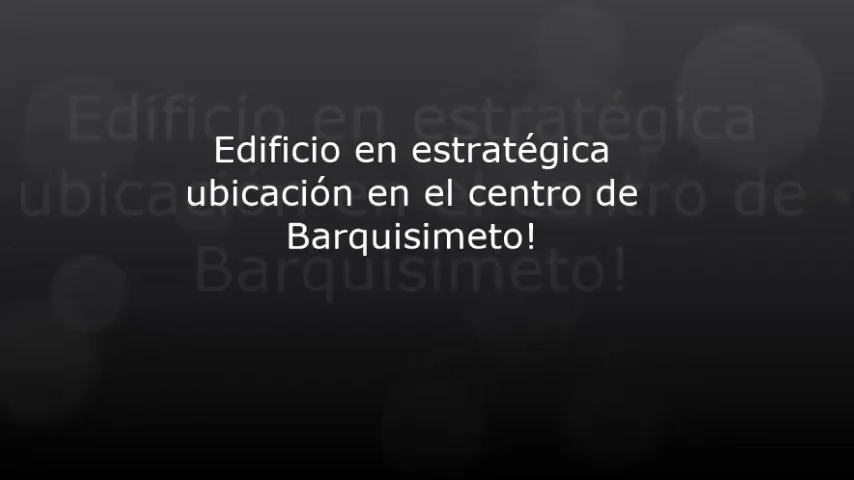 Edificio en estratégica
ubicación en el centro de
Barquisimeto!